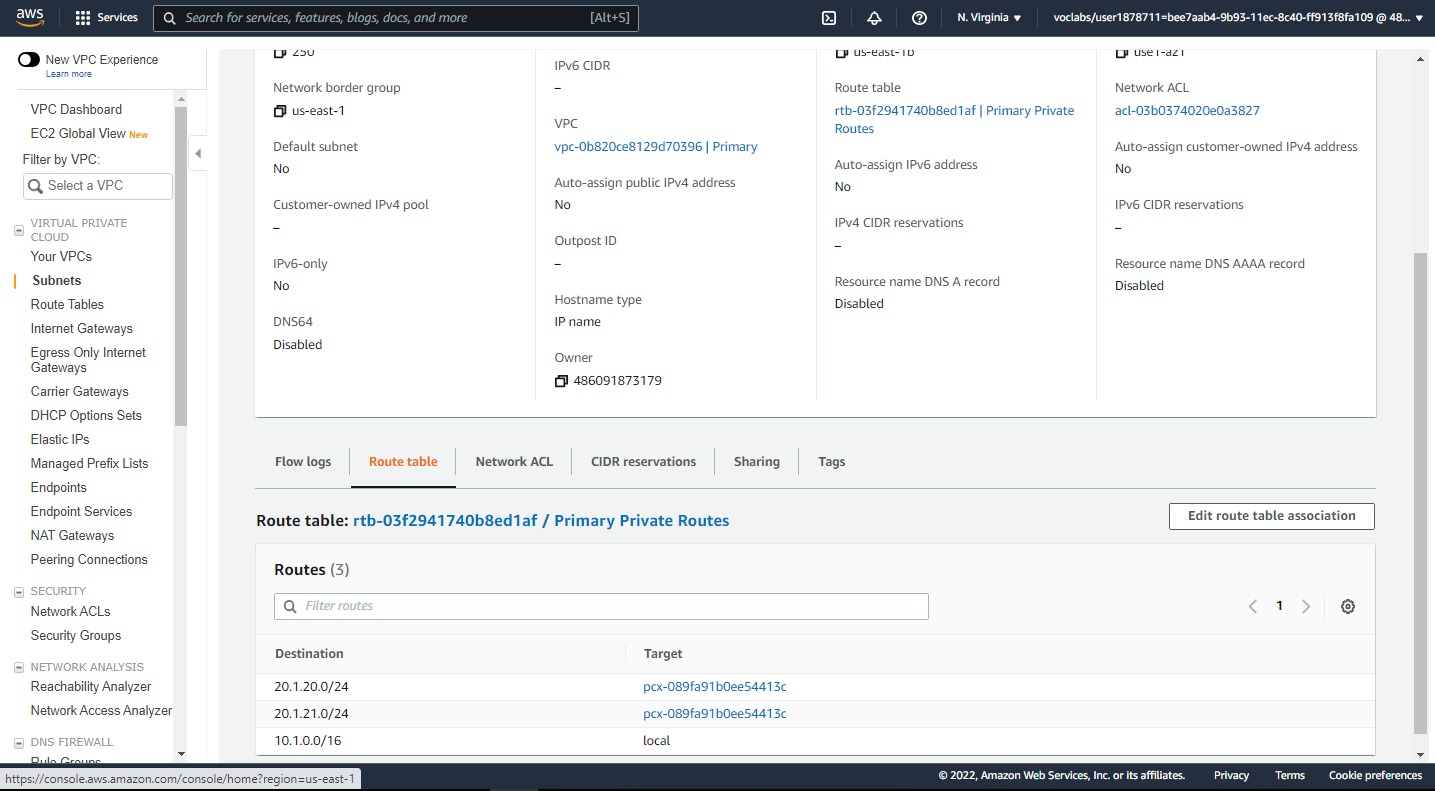 aws
Services
Search for services, features, blogs, docs, and more
[Alt+S]
N. Virginia
voclabs/user1878711=bee7aab4-9b93-11ec-8c40-ff913f8fa109 @ 48...
New VPC Experience
Learn more
VPC Dashboard
EC2 Global View New
Filter by VPC:
Select a VPC
VIRTUAL PRIVATE
CLOUD
Your VPCs
Subnets
Route Tables
Internet Gateways
Egress Only Internet
Gateways
Carrier Gateways
DHCP Options Sets
Elastic IPs
Managed Prefix Lists
Endpoints
Endpoint Services
NAT Gateways
Peering Connections
SECURITY
Network ACLs
Security Groups
NETWORK ANALYSIS
Reachability Analyzer
Network Access Analyzer
DNS FIREWALL
Rule Groups
250
Network border group
us-east-1
Default subnet
No
Customer-owned IPv4 pool
–
IPv6-only
No
DNS64
Disabled
IPv6 CIDR
–
VPC
vpc-0b820ce8129d70396 | Primary
Auto-assign public IPv4 address
No
Outpost ID
–
Hostname type
IP name
Owner
486091873179
us-east-1b
Route table
rtb-03f2941740b8ed1af | Primary Private
Routes
Auto-assign IPv6 address
No
IPv4 CIDR reservations
–
Resource name DNS A record
Disabled
use1-az1
Network ACL
acl-03b0374020e0a3827
Auto-assign customer-owned IPv4 address
No
IPv6 CIDR reservations
–
Resource name DNS AAAA record
Disabled
Flow logs
Route table
Network ACL
CIDR reservations
Sharing
Tags
Route table: rtb-03f2941740b8ed1af / Primary Private Routes
Edit route table association
Routes (3)
Filter routes
1
Destination
Target
20.1.20.0/24
pcx-089fa91b0ee54413c
20.1.21.0/24
pcx-089fa91b0ee54413c
10.1.0.0/16
local
https://console.aws.amazon.com/console/home?region=us-east-1
© 2022, Amazon Web Services, Inc. or its affiliates.
Privacy
Terms
Cookie preferences